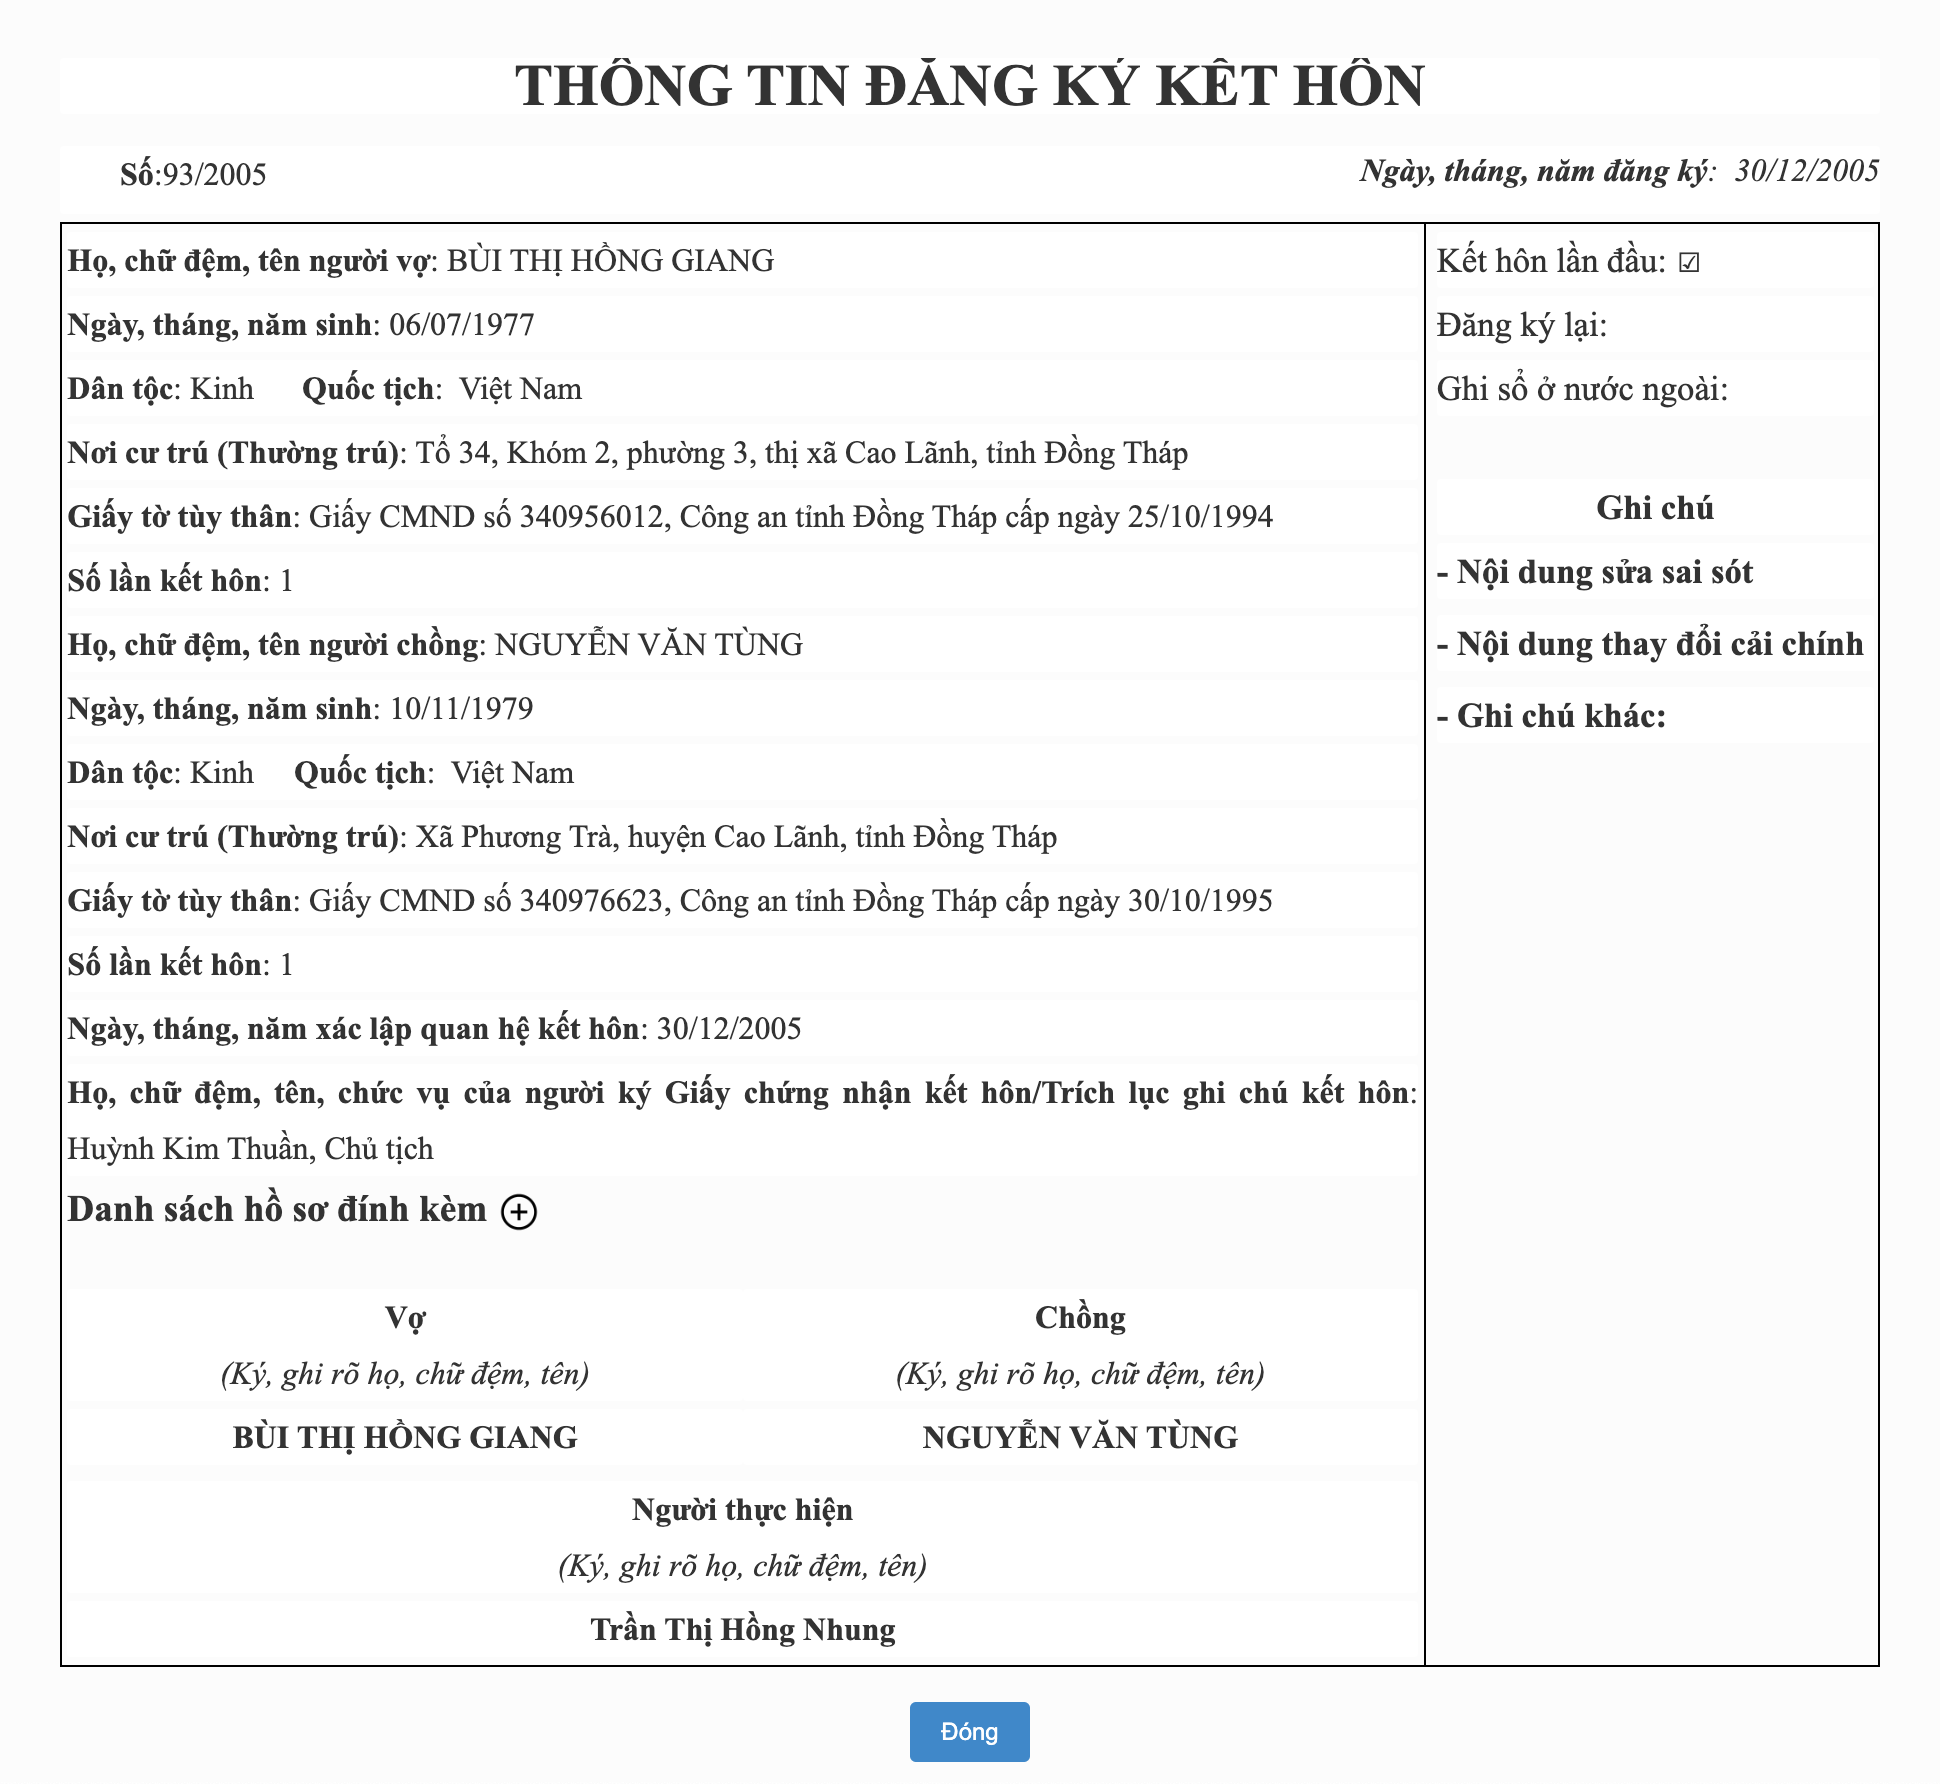 THÔNG TIN ĐĂNG KÝ KẾT HÔN
Số:93/2005
Ngày, tháng, năm đăng ký: 30/12/2005
Họ, chữ đệm, tên người vợ: BÙI THỊ HỒNG GIANG
Ngày, tháng, năm sinh: 06/07/1977
Dân tộc: Kinh Quốc tịch: Việt Nam
Nơi cư trú (Thường trú): Tổ 34, Khóm 2, phường 3, thị xã Cao Lãnh, tỉnh Đồng Tháp
Giấy tờ tùy thân: Giấy CMND số 340956012, Công an tỉnh Đồng Tháp cấp ngày 25/10/1994
Số lần kết hôn: 1
Họ, chữ đệm, tên người chồng: NGUYỄN VĂN TÙNG
Ngày, tháng, năm sinh: 10/11/1979
Dân tộc: Kinh Quốc tịch: Việt Nam
Nơi cư trú (Thường trú): Xã Phương Trà, huyện Cao Lãnh, tỉnh Đồng Tháp
Giấy tờ tùy thân: Giấy CMND số 340976623, Công an tỉnh Đồng Tháp cấp ngày 30/10/1995
Số lần kết hôn: 1
Ngày, tháng, năm xác lập quan hệ kết hôn: 30/12/2005
Họ, chữ đệm, tên, chức vụ của người ký Giấy chứng nhận kết hôn/Trích lục ghi chú kết hôn:
Huỳnh Kim Thuần, Chủ tịch
Danh sách hồ sơ đính kèm
Vợ
(Ký, ghi rõ họ, chữ đệm, tên)
BÙI THỊ HỒNG GIANG
Chồng
(Ký, ghi rõ họ, chữ đệm, tên)
NGUYỄN VĂN TÙNG
Người thực hiện
(Ký, ghi rõ họ, chữ đệm, tên)
Trần Thị Hồng Nhung
Kết hôn lần đầu: ☑
Đăng ký lại:
Ghi sổ ở nước ngoài:
Ghi chú
- Nội dung sửa sai sót
- Nội dung thay đổi cải chính
- Ghi chú khác:
Đóng